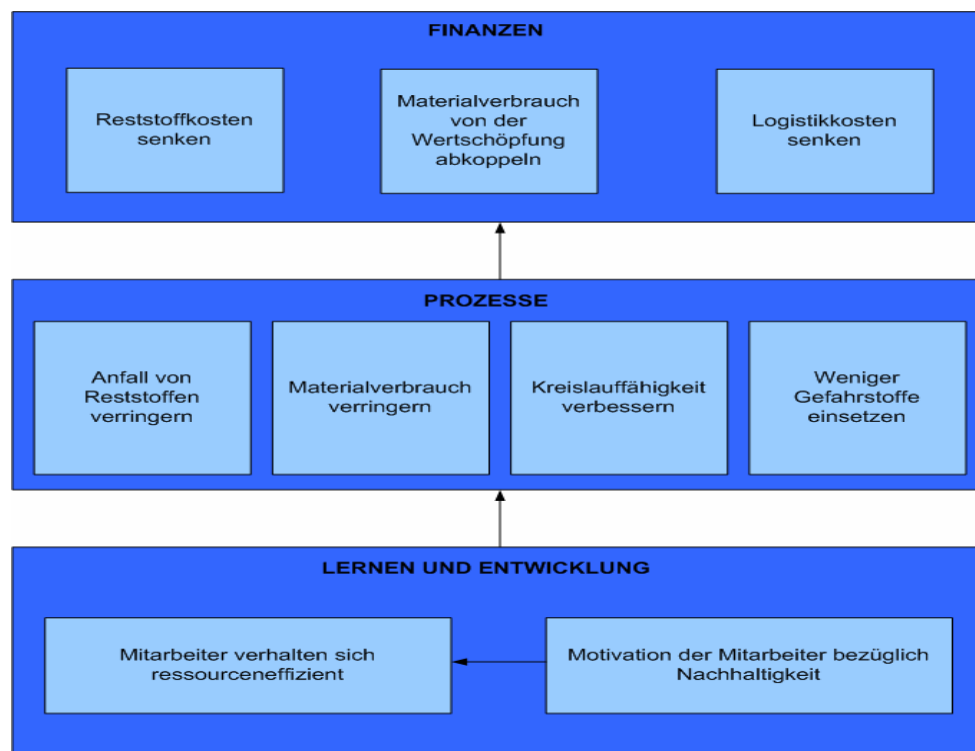 FINANZEN
Reststoffkosten
senken
Materialverbrauch
von der
Wertschöpfung
abkoppeln
Logistikkosten
senken
PROZESSE
Anfall von
Reststoffen
verringern
Materialverbrauch
verringern
Kreislauffähigkeit
verbessern
Weniger
Gefahrstoffe
einsetzen
LERNEN UND ENTWICKLUNG
Mitarbeiter verhalten sich
ressourceneffizient
Motivation der Mitarbeiter bezüglich
Nachhaltigkeit